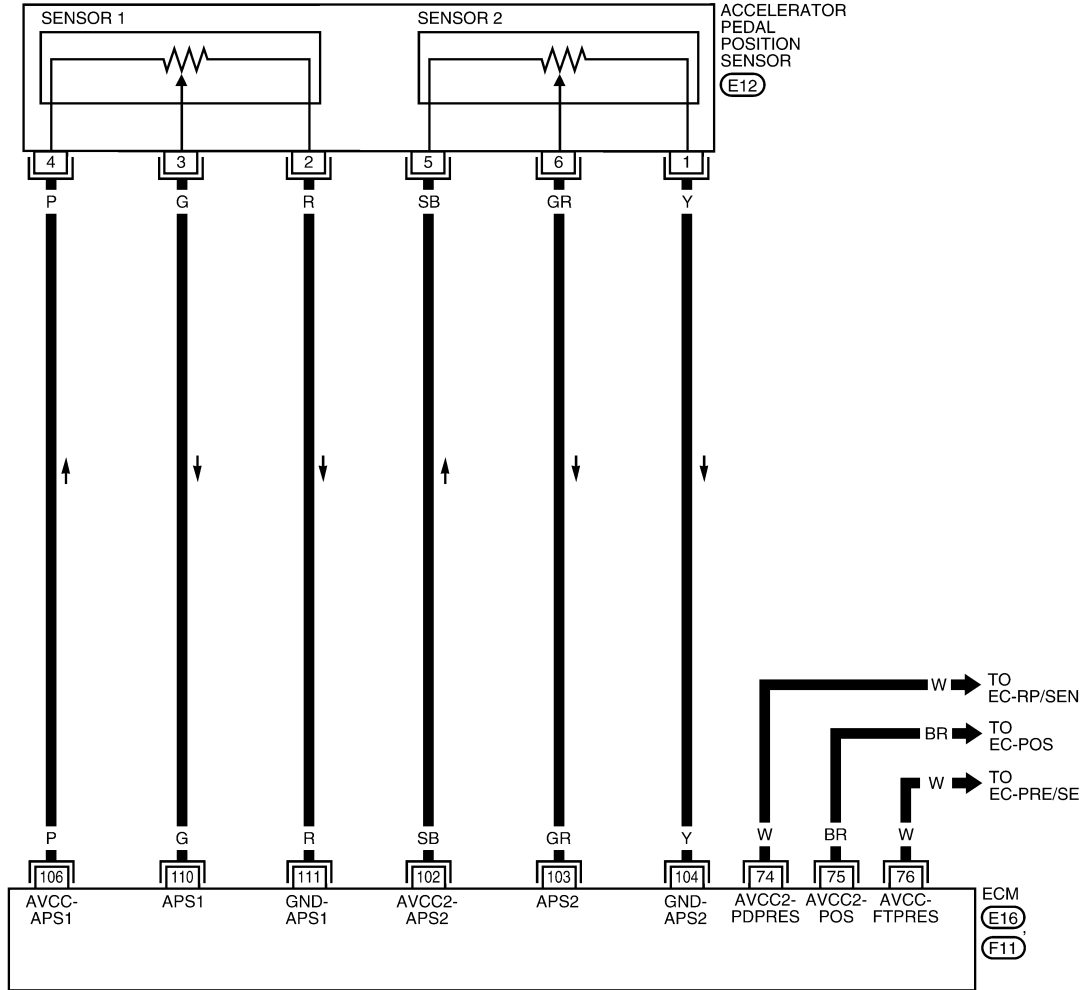 SENSOR 1
SENSOR 2
ACCELERATOR
PEDAL
POSITION
SENSOR
E12
4 3 2 5 6 1
P G R SB GR Y
W TO
EC-RP/SEN
BR TO
EC-POS
W TO
EC-PRE/SE
P G R SB GR Y W BR W
106 110 111 102 103 104 74 75 76
AVCC-
APS1
APS1
GND-
APS1
AVCC2-
APS2
APS2
GND-
APS2
AVCC2-
PDPRES
AVCC2-
POS
AVCC-
FTPRES
ECM
E16 ,
F11